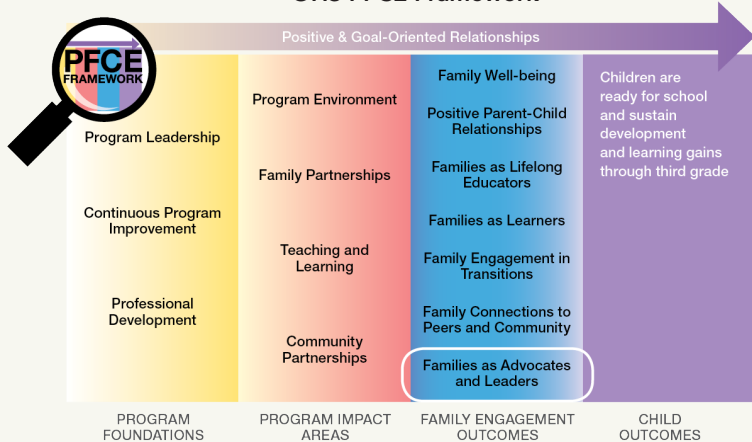 Positive & Goal-Oriented Relationships
PFCE
FRAMEWORK
Program Leadership
Continuous Program
Improvement
Professional
Development
PROGRAM
FOUNDATIONS
Program Environment
Family Partnerships
Teaching and
Learning
Community
Partnerships
PROGRAM IMPACT
AREAS
Family Well-being
Positive Parent-Child
Relationships
Families as Lifelong
Educators
Families as Learners
Family Engagement in
Transitions
Family Connections to
Peers and Community
Families as Advocates
and Leaders
FAMILY ENGAGEMENT
OUTCOMES
Children are
ready for school
and sustain
development
and learning gains
through third grade
CHILD
OUTCOMES